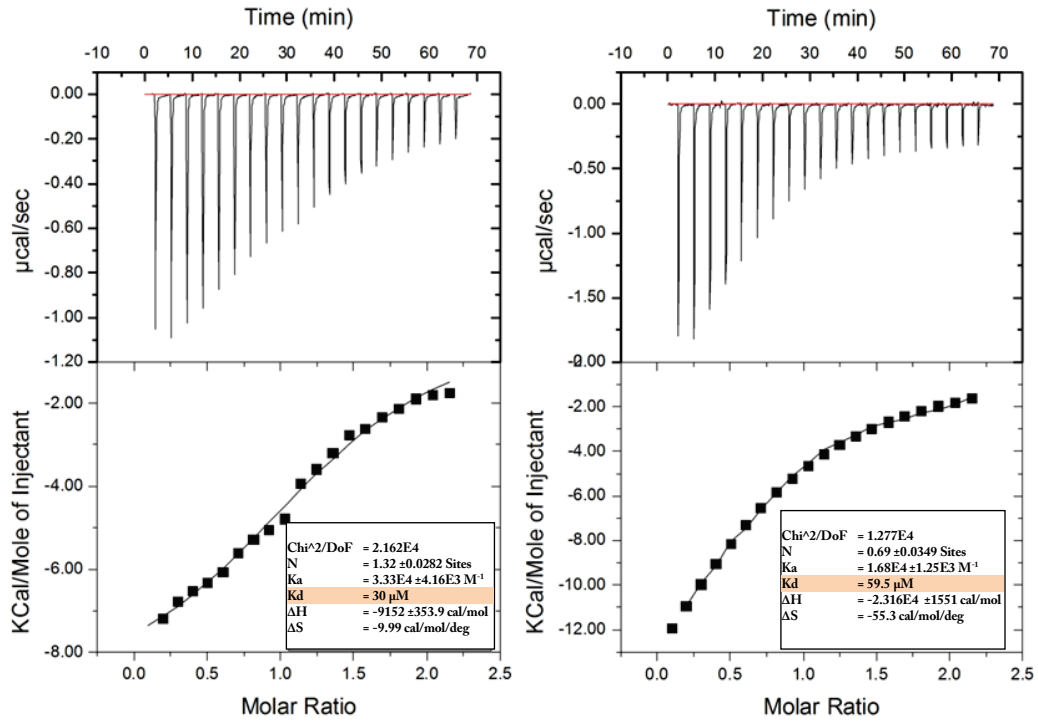 Time (min)
-10 0 10 20 30 40 50 60 70
0.00
-0.20
-0.40
-0.60
-0.80
-1.00
-1.20
µcal/sec
-2.00
-4.00
-6.00
-8.00
KCal/Mole of Injectant
Chi^2/DoF = 2.162E4
N = 1.32 ±0.0282 Sites
Ka = 3.33E4 ±4.16E3 M⁻¹
Kd = 30 µM
ΔH = -9152 ±353.9 cal/mol
ΔS = -9.99 cal/mol/deg
0.0 0.5 1.0 1.5 2.0 2.5
Molar Ratio
Time (min)
-10 0 10 20 30 40 50 60 70
0.00
-0.50
-1.00
-1.50
-2.00
µcal/sec
-2.00
-4.00
-6.00
-8.00
-10.00
-12.00
KCal/Mole of Injectant
Chi^2/DoF = 1.277E4
N = 0.69 ±0.0349 Sites
Ka = 1.68E4 ±1.25E3 M⁻¹
Kd = 59.5 µM
ΔH = -2.316E4 ±1551 cal/mol
ΔS = -55.3 cal/mol/deg
0.0 0.5 1.0 1.5 2.0 2.5
Molar Ratio